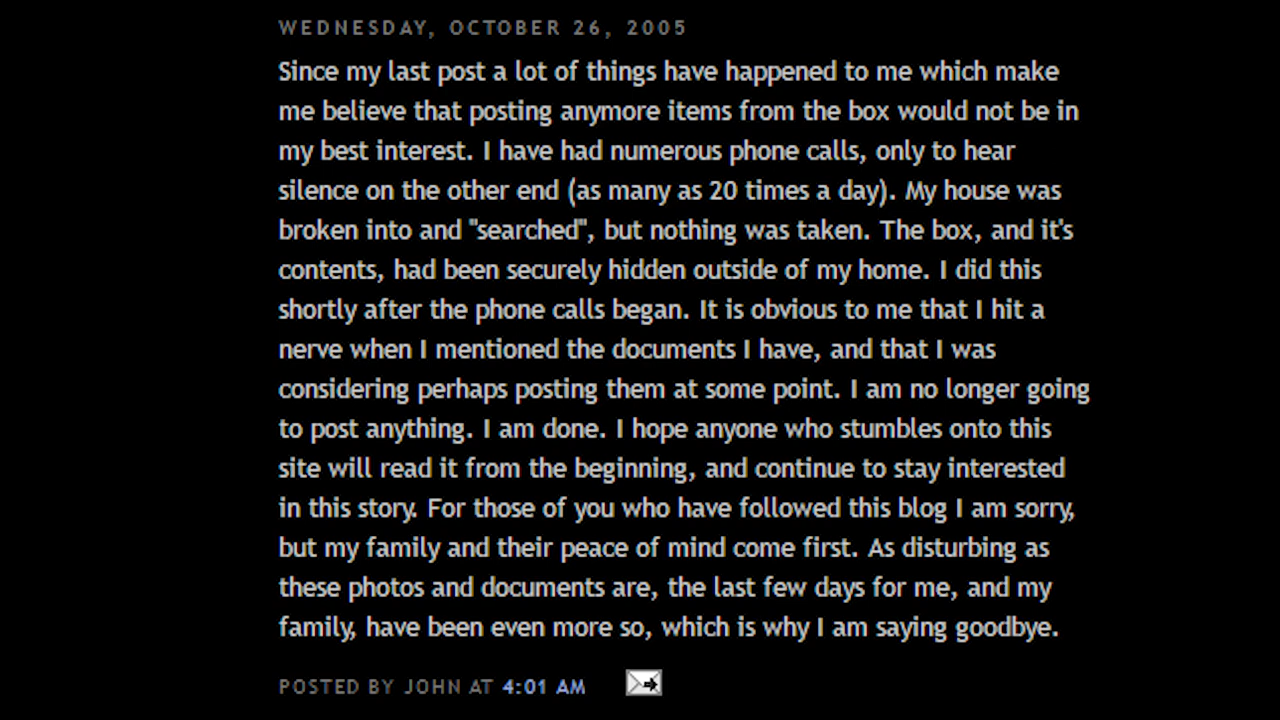 WEDNESDAY, OCTOBER 26, 2005
Since my last post a lot of things have happened to me which make
me believe that posting anymore items from the box would not be in
my best interest. I have had numerous phone calls, only to hear
silence on the other end (as many as 20 times a day). My house was
broken into and "searched", but nothing was taken. The box, and it's
contents, had been securely hidden outside of my home. I did this
shortly after the phone calls began. It is obvious to me that I hit a
nerve when I mentioned the documents I have, and that I was
considering perhaps posting them at some point. I am no longer going
to post anything. I am done. I hope anyone who stumbles onto this
site will read it from the beginning, and continue to stay interested
in this story. For those of you who have followed this blog I am sorry,
but my family and their peace of mind come first. As disturbing as
these photos and documents are, the last few days for me, and my
family, have been even more so, which is why I am saying goodbye.
POSTED BY JOHN AT 4:01 AM